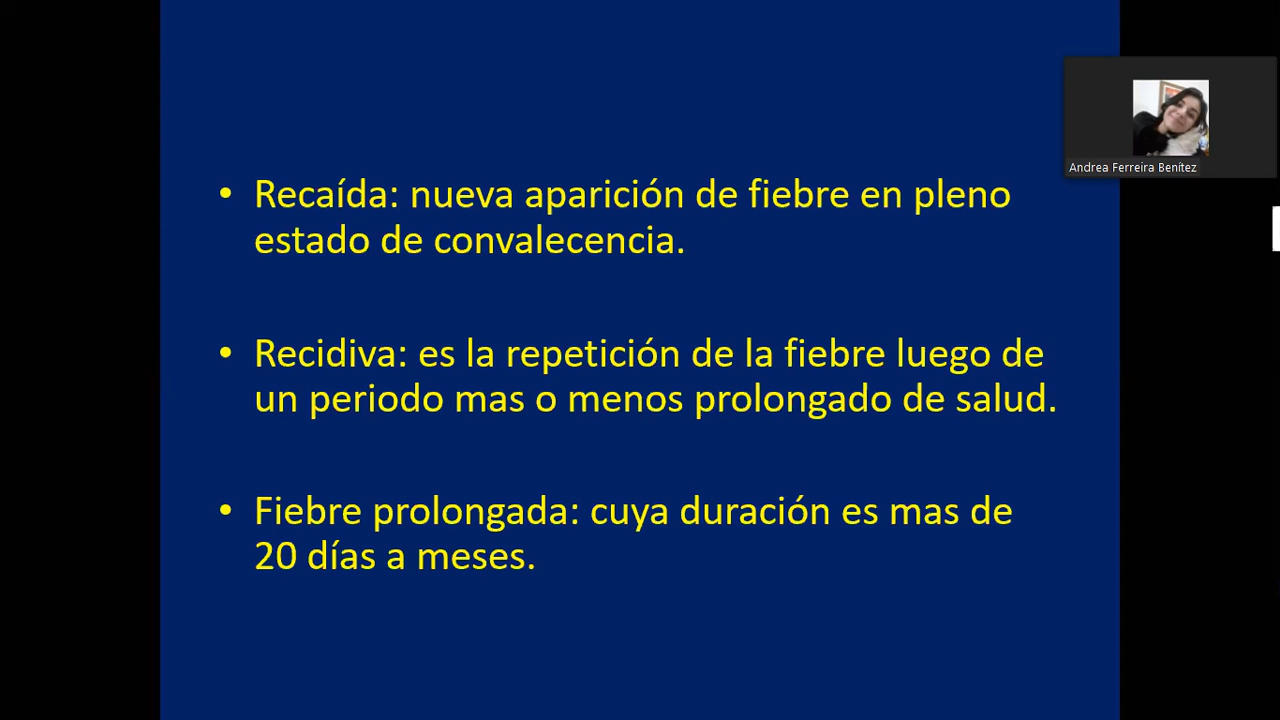 • Recaída: nueva aparición de fiebre en pleno
estado de convalecencia.
• Recidiva: es la repetición de la fiebre luego de
un periodo mas o menos prolongado de salud.
• Fiebre prolongada: cuya duración es mas de
20 días a meses.
Andrea Ferreira Benítez